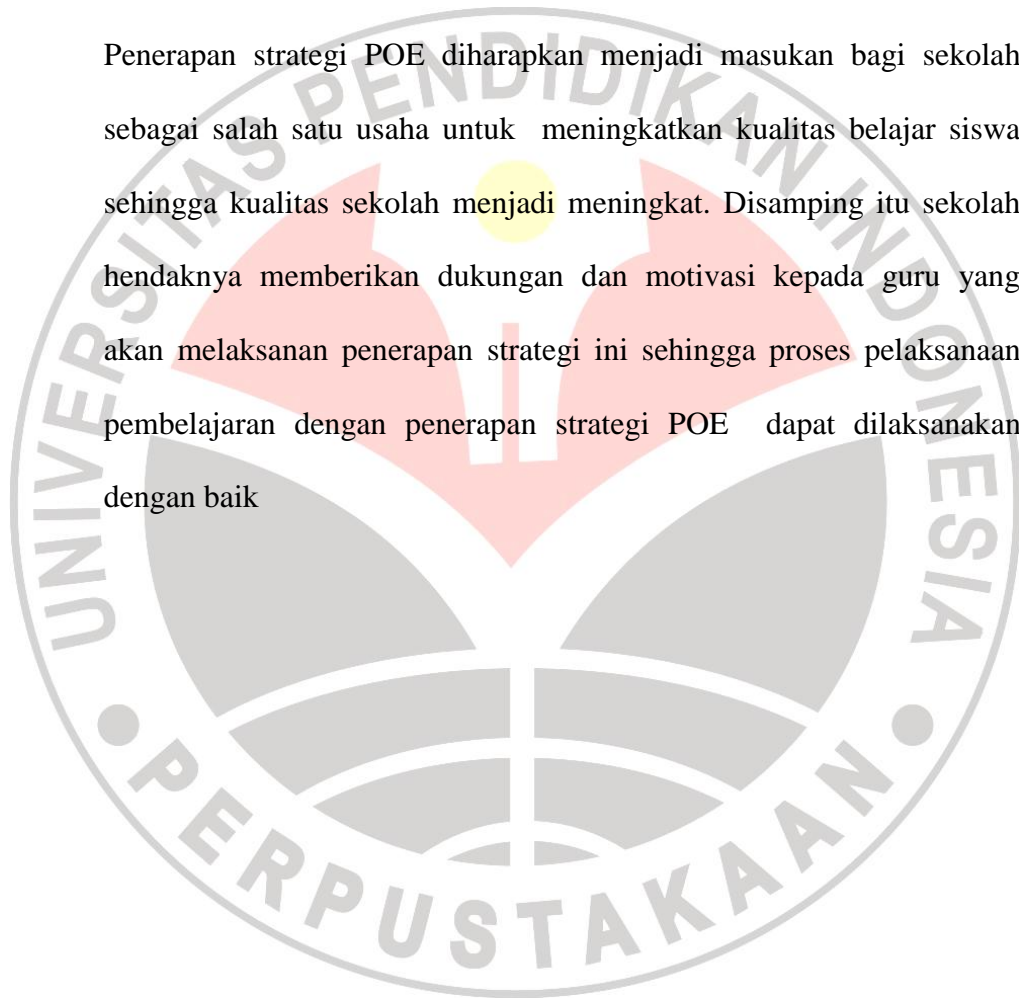 Penerapan strategi POE diharapkan menjadi masukan bagi sekolah
sebagai salah satu usaha untuk meningkatkan kualitas belajar siswa
sehingga kualitas sekolah menjadi meningkat. Disamping itu sekolah
hendaknya memberikan dukungan dan motivasi kepada guru yang
akan melaksanan penerapan strategi ini sehingga proses pelaksanaan
pembelajaran dengan penerapan strategi POE dapat dilaksanakan
dengan baik
UNIVERSITAS PENDIDIKAN INDONESIA
PERPUSTAKAAN